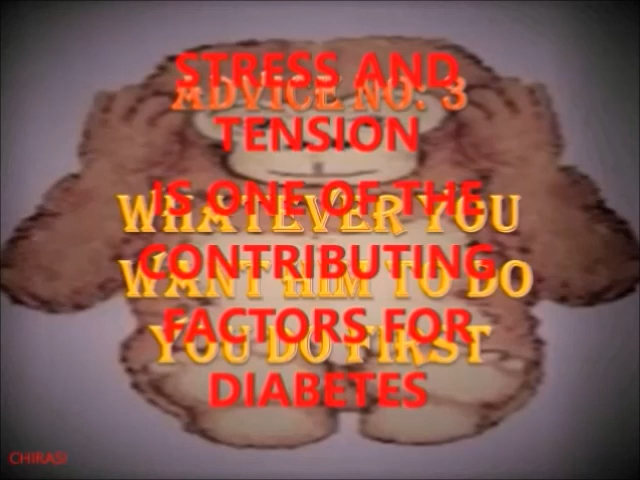 STRESS AND
TENSION
IS ONE OF THE
CONTRIBUTING
FACTORS FOR
DIABETES
ADVICE NO: 3
WHATEVER YOU
WANT HIM TO DO
YOU DO FIRST
CHIRASI